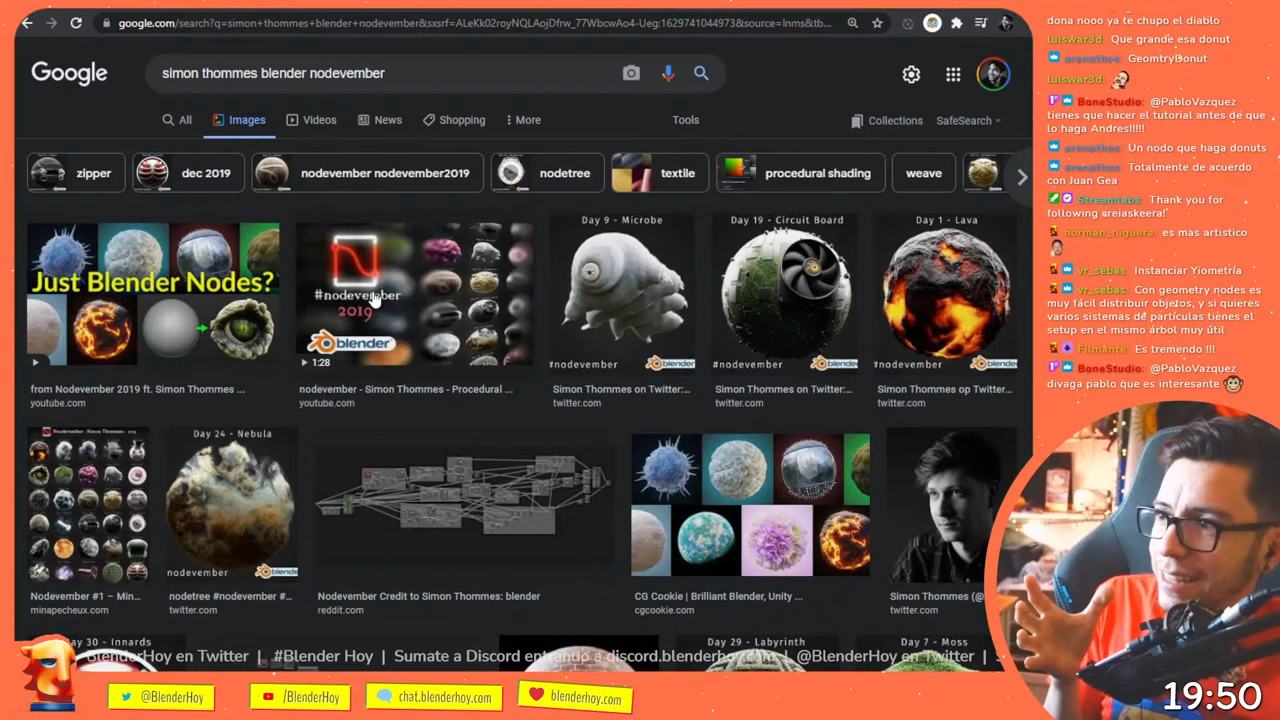 google.com/search?q=simon+thommes+blender+nodevember&sxsrf=ALeKk02royNQLAojDfrw_77WbcwAo4-Ueg:1629741044973&source=lnms&tb...
Google
simon thommes blender nodevember
All
Images
Videos
News
Shopping
More
Tools
Collections
SafeSearch
zipper
dec 2019
nodevember nodevember2019
nodetree
textile
procedural shading
weave
Just Blender Nodes?
#nodevember
2019
blender
1:28
Day 9 - Microbe
#nodevember
blender
Day 19 - Circuit Board
#nodevember
blender
Day 1 - Lava
#nodevember
blender
from Nodevember 2019 ft. Simon Thommes ...
youtube.com
nodevember - Simon Thommes - Procedural ...
youtube.com
Simon Thommes on Twitter:...
twitter.com
Simon Thommes on Twitter:...
twitter.com
Simon Thommes op Twitter...
twitter.com
Day 24 - Nebula
nodevember
blender
Nodevember #1 – Min...
minapecheux.com
nodetree #nodevember #...
twitter.com
Nodevember Credit to Simon Thommes: blender
reddit.com
CG Cookie | Brilliant Blender, Unity ...
cgcookie.com
Simon Thommes (@
twitter.com
ay 30 - Innards
Day 29 - Labyrinth
Day 7 - Moss
BlenderHoy en Twitter | #Blender Hoy | Sumate a Discord entrando a discord.blenderhoy.com | @BlenderHoy en Twitter |
@BlenderHoy
/BlenderHoy
chat.blenderhoy.com
blenderhoy.com
dona nooo ya te chupo el diablo
luiswar3d Que grande esa donut
arenathos GeomtryDonut
luiswar3d
BoneStudio: @PabloVazquez
tienes que hacer el tutorial antes de que
lo haga Andres!!!!!
arenathos Un nodo que haga donuts
arenathos Totalmente de acuerdo
con Juan Gea
Streamlabs: Thank you for
following @reiaskeera!
norman_higuera: es mas artistico
vr_sebas: Instanciar Yiometría
vr_sebas: Con geometry nodes es
muy fácil distribuir objetos, y si quieres
varios sistemas de partículas tienes el
setup en el mismo árbol muy útil
Filmante: Es tremendo !!!
BoneStudio: @PabloVazquez
divaga pablo que es interesante
19:50